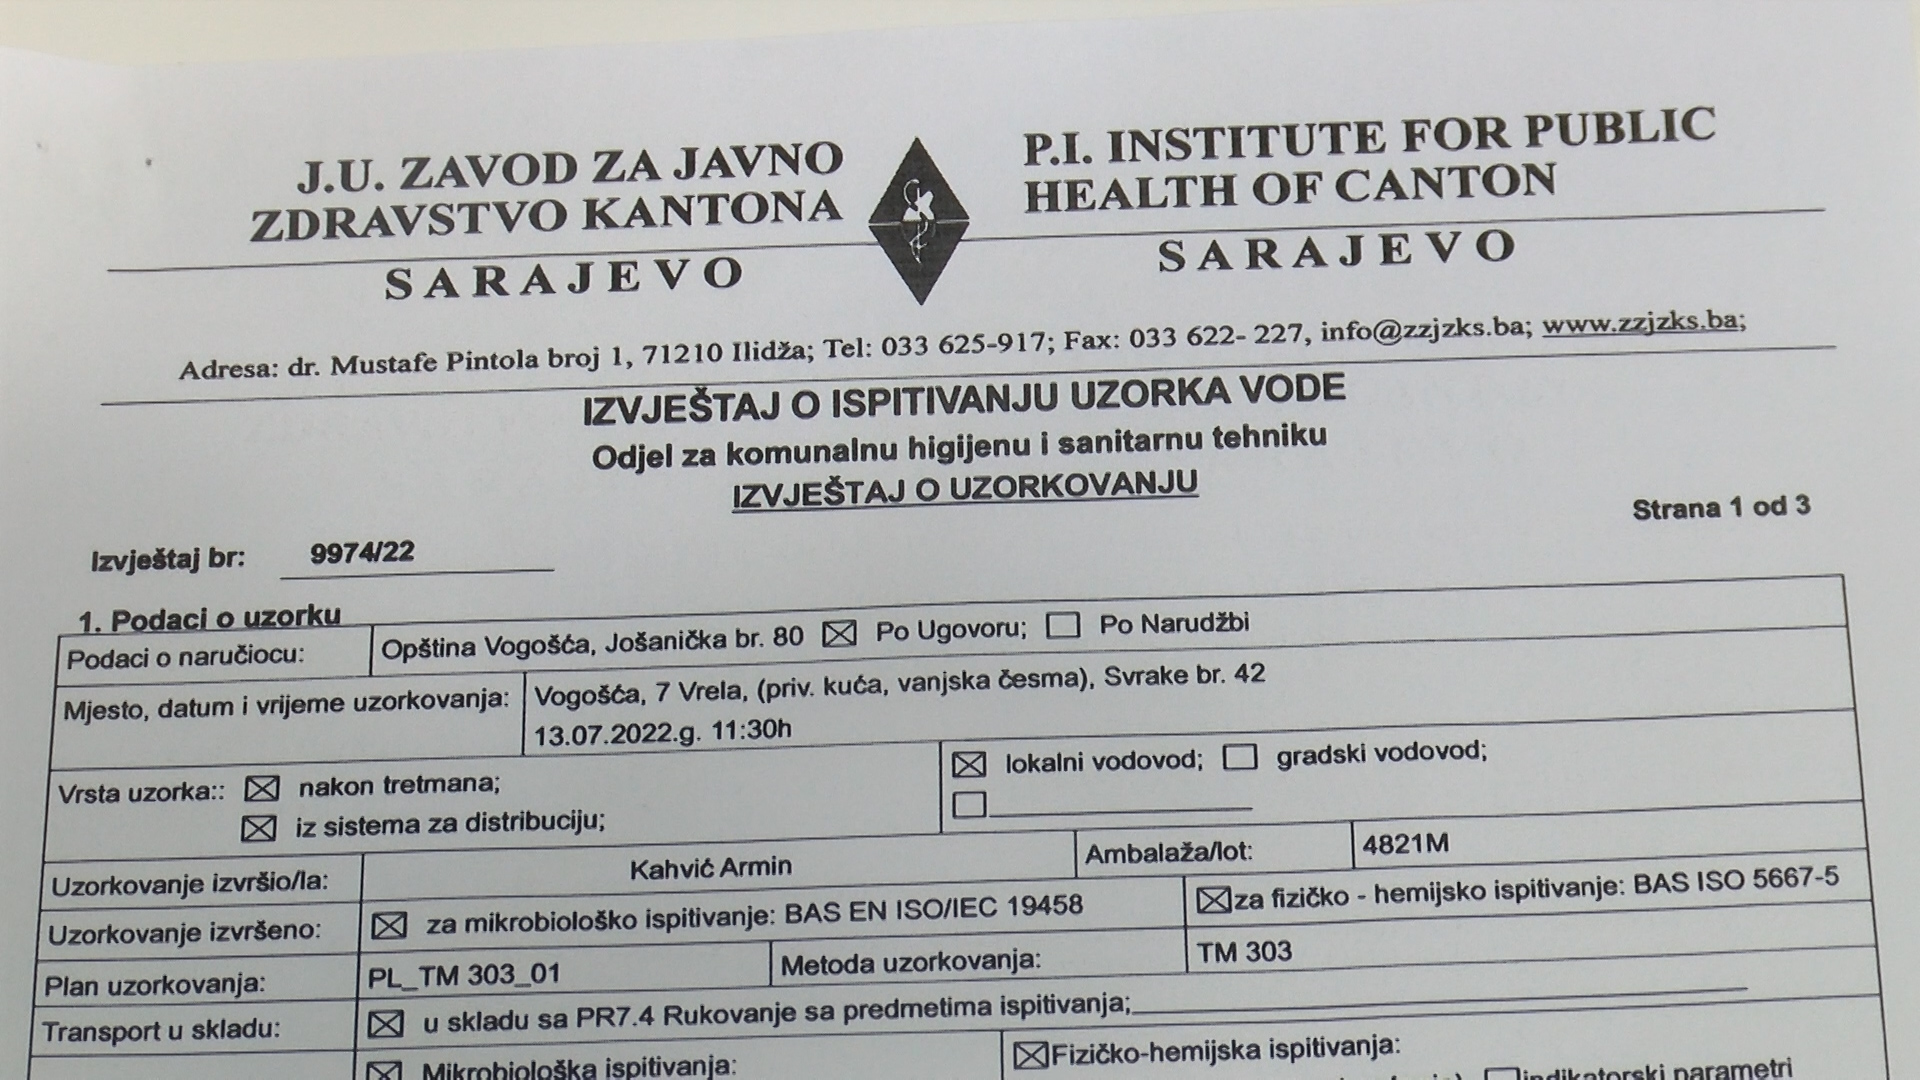 J.U. ZAVOD ZA JAVNO
ZDRAVSTVO KANTONA
SARAJEVO
P.I. INSTITUTE FOR PUBLIC
HEALTH OF CANTON
SARAJEVO
Adresa: dr. Mustafe Pintola broj 1, 71210 Ilidža; Tel: 033 625-917; Fax: 033 622- 227, info@zzjzks.ba; www.zzjzks.ba;
IZVJEŠTAJ O ISPITIVANJU UZORKA VODE
Odjel za komunalnu higijenu i sanitarnu tehniku
IZVJEŠTAJ O UZORKOVANJU
Strana 1 od 3
Izvještaj br: 9974/22
1. Podaci o uzorku
Podaci o naručiocu: Opština Vogošća, Jošanička br. 80 ☒ Po Ugovoru; ☐ Po Narudžbi
Mjesto, datum i vrijeme uzorkovanja: Vogošća, 7 Vrela, (priv. kuća, vanjska česma), Svrake br. 42
13.07.2022.g. 11:30h
Vrsta uzorka:: ☒ nakon tretmana; ☒ lokalni vodovod; ☐ gradski vodovod;
☒ iz sistema za distribuciju; ☐
Uzorkovanje izvršio/la: Kahvić Armin Ambalaža/lot: 4821M
Uzorkovanje izvršeno: ☒ za mikrobiološko ispitivanje: BAS EN ISO/IEC 19458 ☒za fizičko - hemijsko ispitivanje: BAS ISO 5667-5
Plan uzorkovanja: PL_TM 303_01 Metoda uzorkovanja: TM 303
Transport u skladu: ☒ u skladu sa PR7.4 Rukovanje sa predmetima ispitivanja;
☒ Mikrobiološka ispitivanja: ☒Fizičko-hemijska ispitivanja:
☐indikatorski parametri